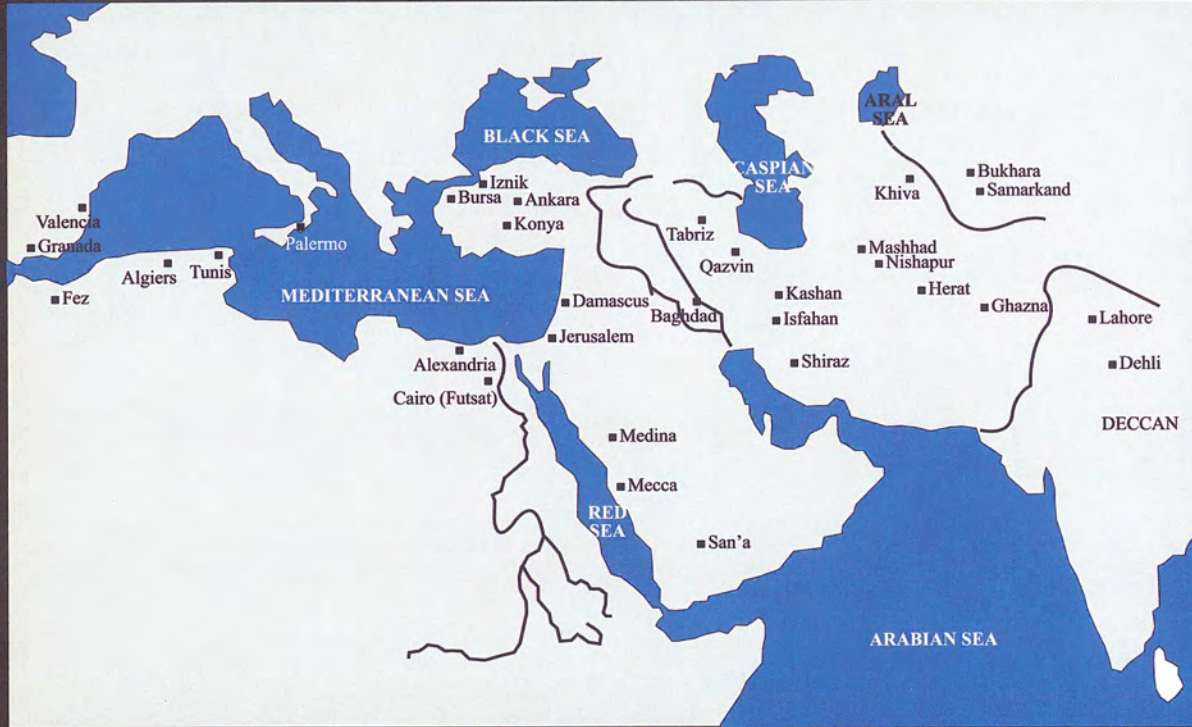 BLACK SEA
ARAL
SEA
CASPIAN
SEA
Iznik
Bursa
Ankara
Konya
Bukhara
Samarkand
Khiva
Valencia
Granada
Palermo
Algiers
Tunis
Fez
MEDITERRANEAN SEA
Tabriz
Qazvin
Mashhad
Nishapur
Herat
Ghazna
Kashan
Isfahan
Shiraz
Damascus
Baghdad
Jerusalem
Lahore
Dehli
DECCAN
Alexandria
Cairo (Futsat)
Medina
Mecca
RED
SEA
San’a
ARABIAN SEA